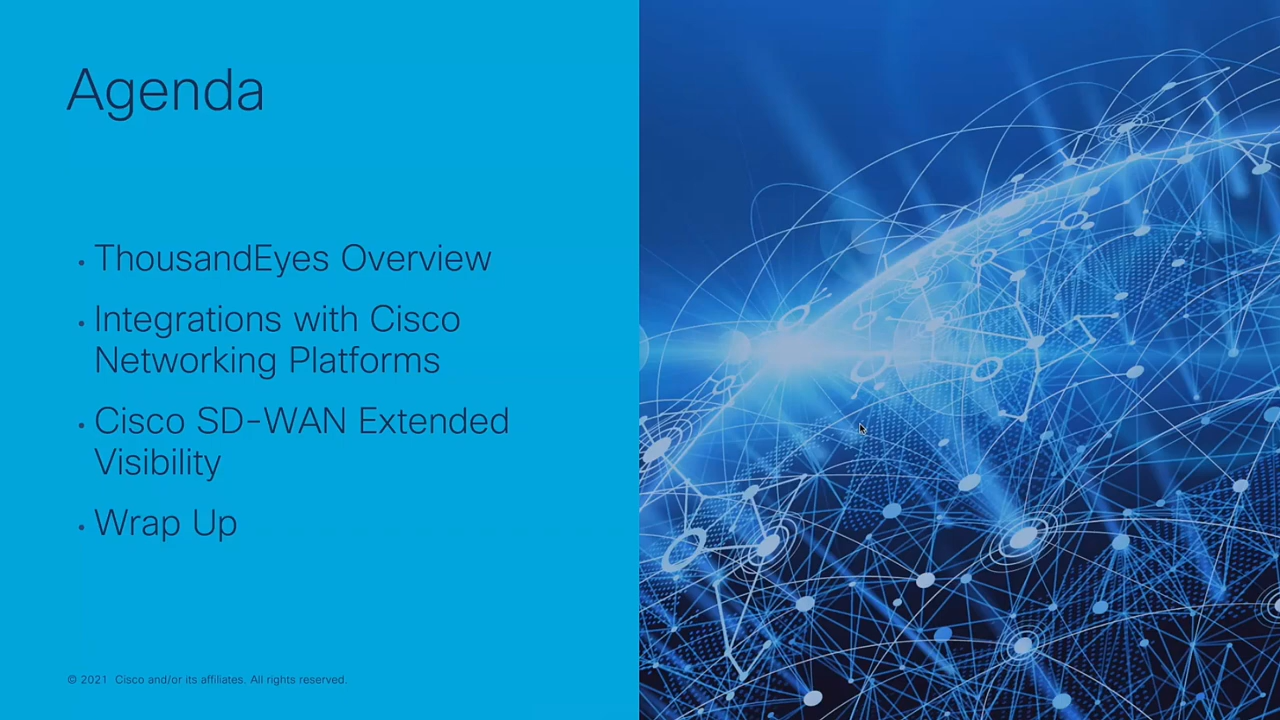 Agenda
· ThousandEyes Overview
· Integrations with Cisco
Networking Platforms
· Cisco SD-WAN Extended
Visibility
· Wrap Up
© 2021 Cisco and/or its affiliates. All rights reserved.